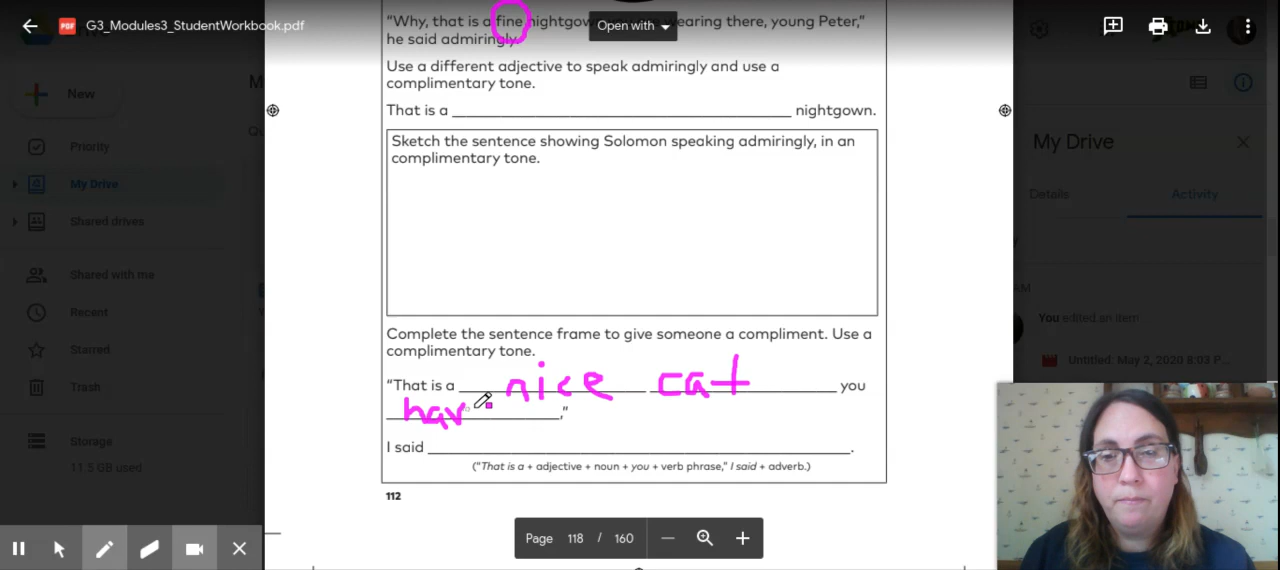 G3_Modules3_StudentWorkbook.pdf
Open with
"Why, that is a fine nightgown wearing there, young Peter,"
he said admiringly.
Use a different adjective to speak admiringly and use a
complimentary tone.
That is a nightgown.
Sketch the sentence showing Solomon speaking admiringly, in an
complimentary tone.
Complete the sentence frame to give someone a compliment. Use a
complimentary tone.
"That is a nice cat you
hav ,"
I said .
("That is a + adjective + noun + you + verb phrase," I said + adverb.)
112
Page 118 / 160
New
Priority
My Drive
Shared drives
Shared with me
Recent
Starred
Trash
Storage
11.5 GB used
My Drive
Details
Activity
You edited an item
Untitled: May 2, 2020 8:03 P...